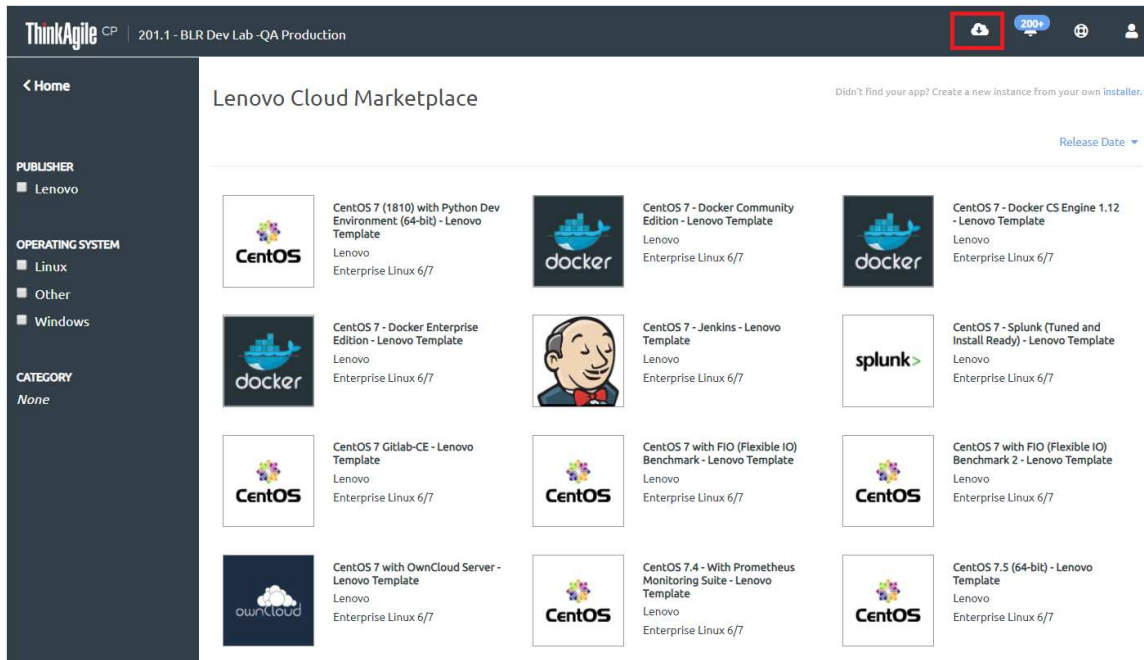 ThinkAgile CP | 201.1 - BLR Dev Lab -QA Production
200+
< Home
PUBLISHER
Lenovo
OPERATING SYSTEM
Linux
Other
Windows
CATEGORY
None
Lenovo Cloud Marketplace
Didn't find your app? Create a new instance from your own installer.
Release Date
CentOS
CentOS 7 (1810) with Python Dev
Environment (64-bit) - Lenovo
Template
Lenovo
Enterprise Linux 6/7
docker
CentOS 7 - Docker Community
Edition - Lenovo Template
Lenovo
Enterprise Linux 6/7
docker
CentOS 7 - Docker CS Engine 1.12
- Lenovo Template
Lenovo
Enterprise Linux 6/7
docker
CentOS 7 - Docker Enterprise
Edition - Lenovo Template
Lenovo
Enterprise Linux 6/7
CentOS 7 - Jenkins - Lenovo
Template
Lenovo
Enterprise Linux 6/7
splunk>
CentOS 7 - Splunk (Tuned and
Install Ready) - Lenovo Template
Lenovo
Enterprise Linux 6/7
CentOS
CentOS 7 Gitlab-CE - Lenovo
Template
Lenovo
Enterprise Linux 6/7
CentOS
CentOS 7 with FIO (Flexible IO)
Benchmark - Lenovo Template
Lenovo
Enterprise Linux 6/7
CentOS
CentOS 7 with FIO (Flexible IO)
Benchmark 2 - Lenovo Template
Lenovo
Enterprise Linux 6/7
ownCloud
CentOS 7 with OwnCloud Server -
Lenovo Template
Lenovo
Enterprise Linux 6/7
CentOS
CentOS 7.4 - With Prometheus
Monitoring Suite - Lenovo
Template
Lenovo
Enterprise Linux 6/7
CentOS
CentOS 7.5 (64-bit) - Lenovo
Template
Lenovo
Enterprise Linux 6/7